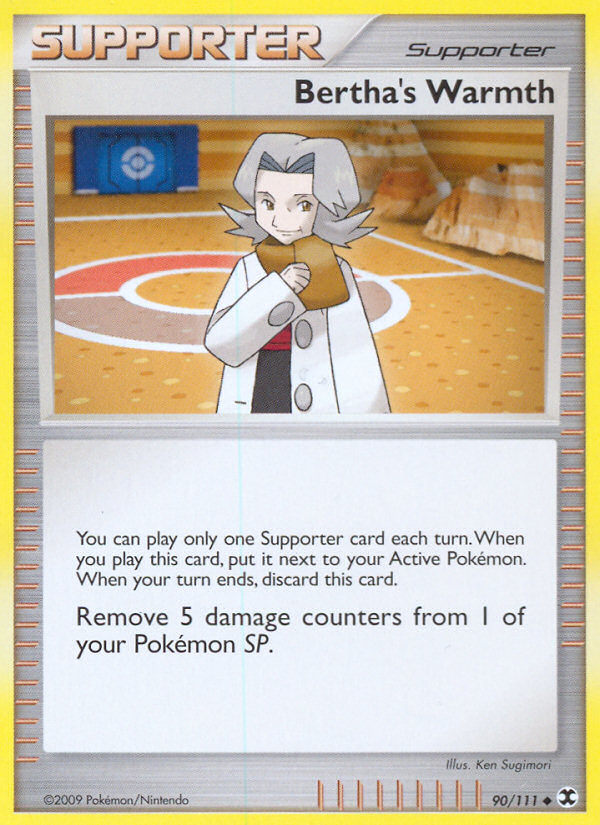 SUPPORTER
Supporter
Bertha's Warmth
You can play only one Supporter card each turn. When
you play this card, put it next to your Active Pokémon.
When your turn ends, discard this card.
Remove 5 damage counters from 1 of
your Pokémon SP.
Illus. Ken Sugimori
©2009 Pokémon/Nintendo
90/111